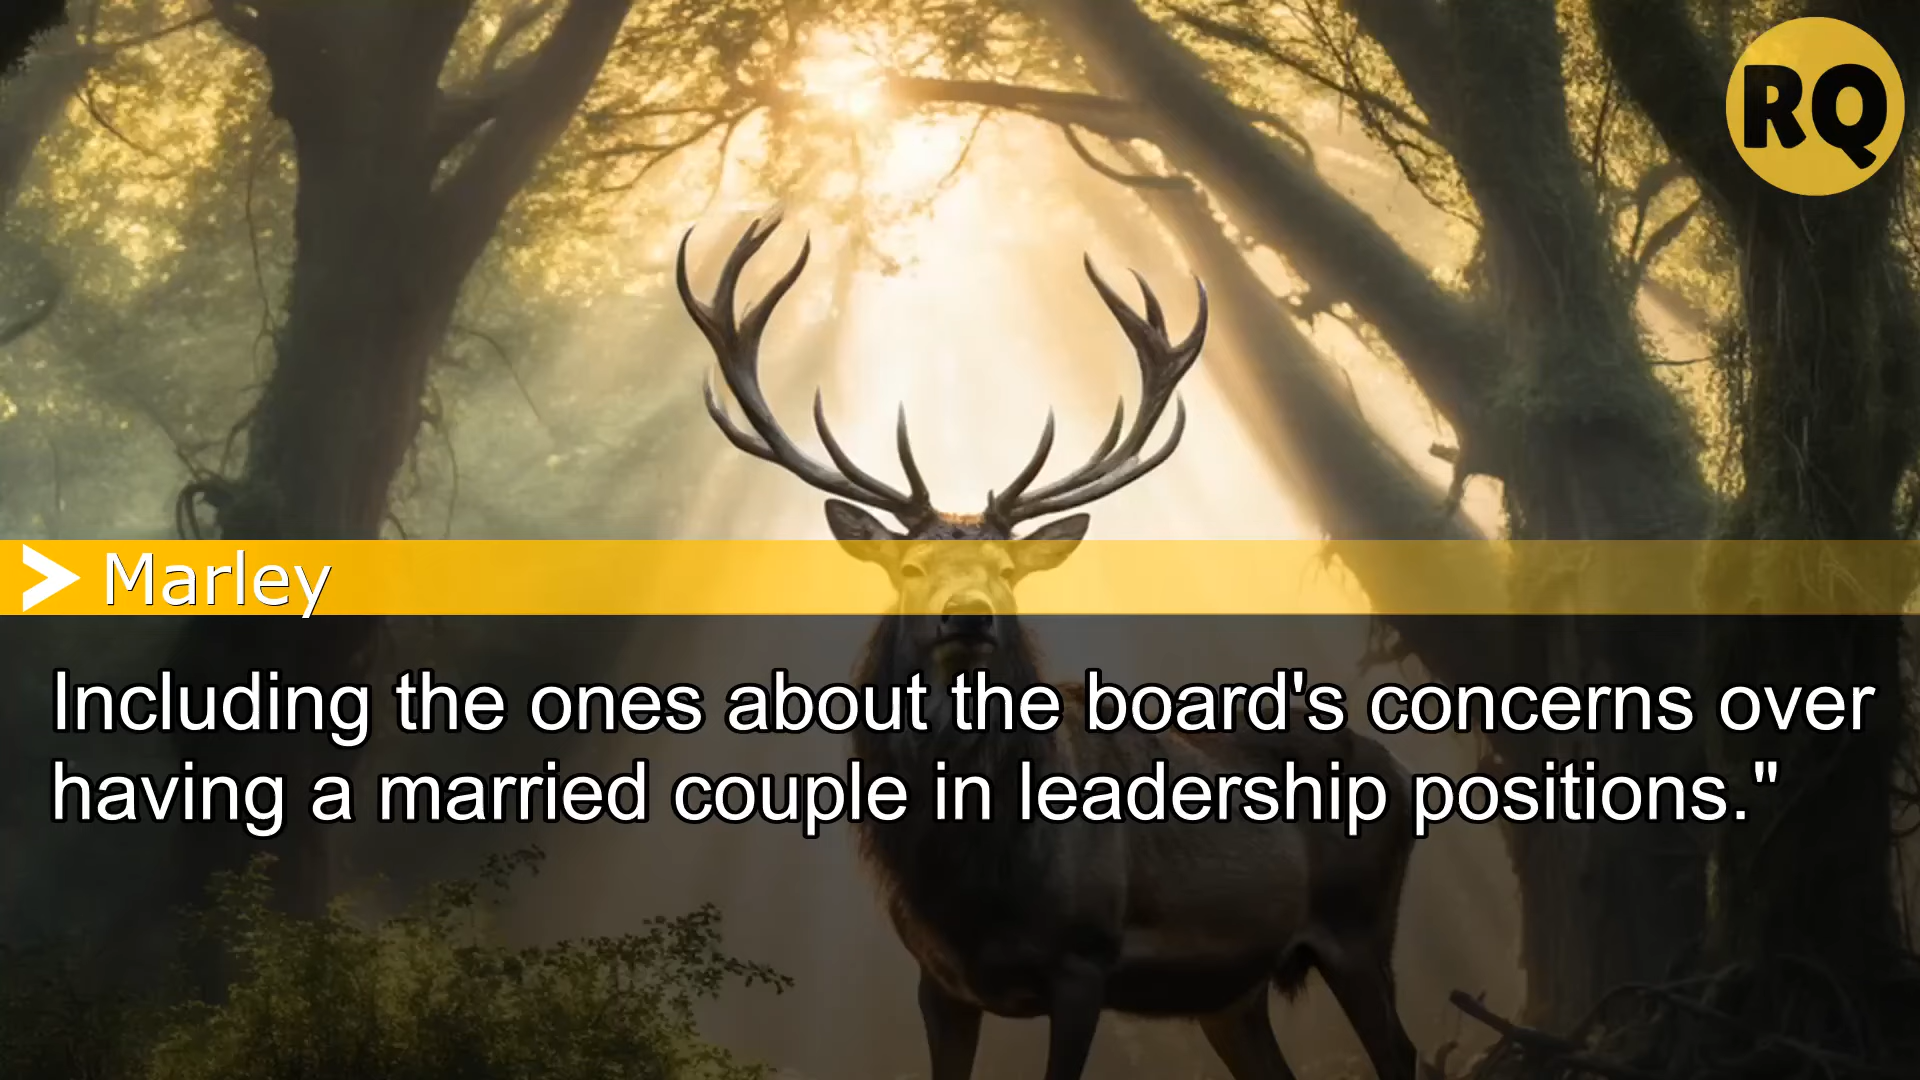 RQ
Marley
Including the ones about the board's concerns over
having a married couple in leadership positions."